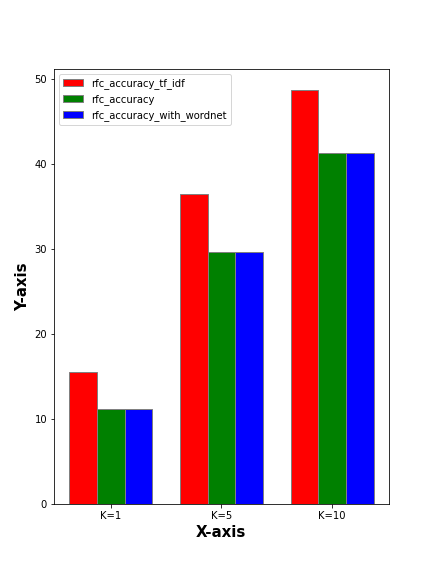 rfc_accuracy_tf_idf
rfc_accuracy
rfc_accuracy_with_wordnet
50
40
30
20
10
0
Y-axis
K=1 K=5 K=10
X-axis